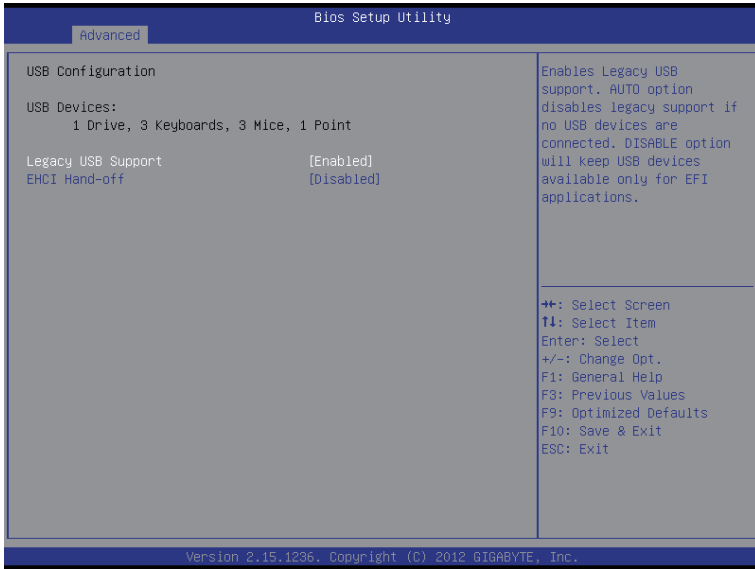 Bios Setup Utility
Advanced
USB Configuration
USB Devices:
1 Drive, 3 Keyboards, 3 Mice, 1 Point
Legacy USB Support [Enabled]
EHCI Hand-off [Disabled]
Enables Legacy USB
support. AUTO option
disables legacy support if
no USB devices are
connected. DISABLE option
will keep USB devices
available only for EFI
applications.
→←: Select Screen
↑↓: Select Item
Enter: Select
+/-: Change Opt.
F1: General Help
F3: Previous Values
F9: Optimized Defaults
F10: Save & Exit
ESC: Exit
Version 2.15.1236. Copyright (C) 2012 GIGABYTE, Inc.